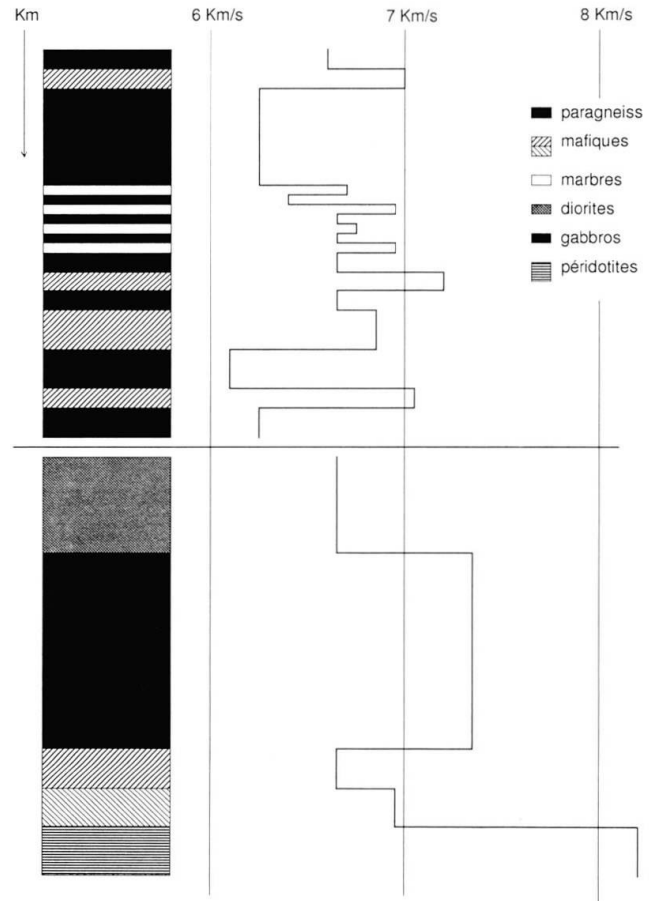 Km
6 Km/s
7 Km/s
8 Km/s
paragneiss
mafiques
marbres
diorites
gabbros
péridotites